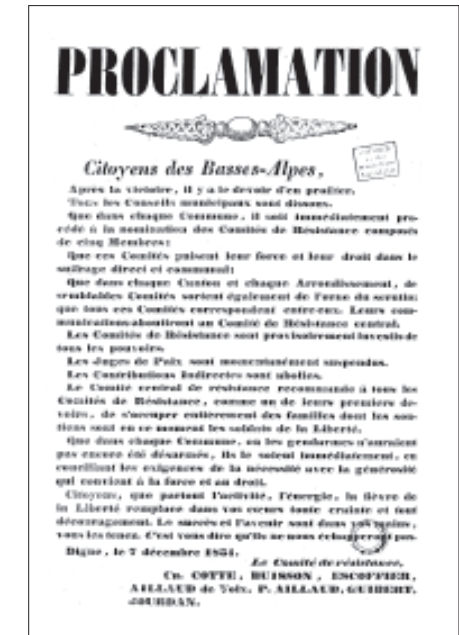 PROCLAMATION
Citoyens des Basses-Alpes,
Après la victoire, il y a le devoir d'en profiter.
Tous les Conseils municipaux sont dissous.
Que dans chaque Commune, il soit immédiatement pro-
cédé à la nomination des Comités de Résistance composés
de cinq Membres;
Que ces Comités puisent leur force et leur droit dans le
suffrage direct et communal;
Que dans chaque Canton et chaque Arrondissement, de
semblables Comités sortent également de l'urne du scrutin;
que tous ces Comités correspondent entre-eux. Leurs com-
munications aboutiront au Comité de Résistance central.
Les Comités de Résistance sont provisoirement investis de
tous les pouvoirs.
Les Juges de Paix sont momentanément suspendus.
Les Contributions Indirectes sont abolies.
Le Comité central de résistance recommande à tous les
Comités de Résistance, comme un de leurs premiers de-
voirs, de s'occuper entièrement des familles dont les sou-
tiens sont en ce moment les soldats de la Liberté.
Que dans chaque Commune, où les gendarmes n'auraient
pas encore été désarmés, ils le soient immédiatement, en
conciliant les exigences de la nécessité avec la générosité
qui convient à la force et au droit.
Citoyens, que partout l'activité, l'énergie, la fièvre de
la Liberté remplace dans vos cœurs toute crainte et tout
découragement. Le succès et l'avenir sont dans vos mains,
vous les tenez. C'est vous dire qu'ils ne nous échapperont pas.
Digne, le 7 décembre 1851.
Le Comité de résistance,
Ch. COTTE, BUISSON, ESCOFFIER,
AILLAUD de Volx, P. AILLAUD, GUIBERT,
JOURDAN.